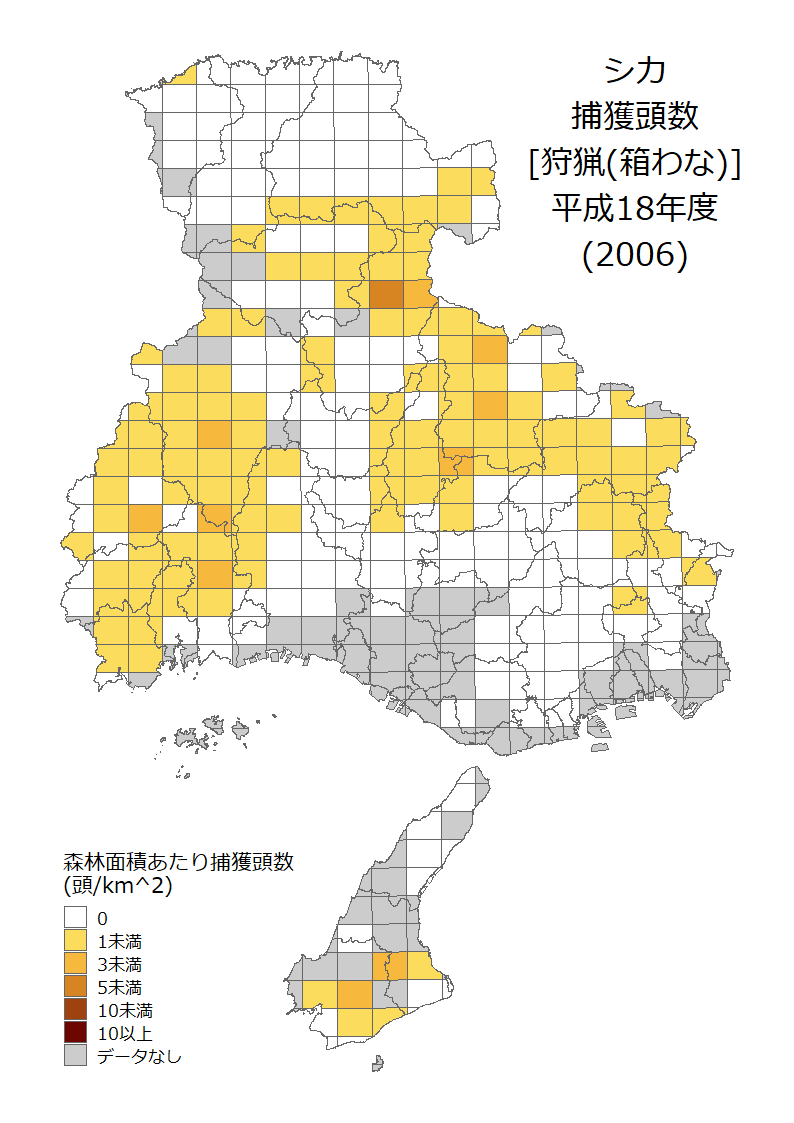 シカ
捕獲頭数
[狩猟(箱わな)]
平成18年度
(2006)
森林面積あたり捕獲頭数
(頭/km^2)
0
1未満
3未満
5未満
10未満
10以上
データなし